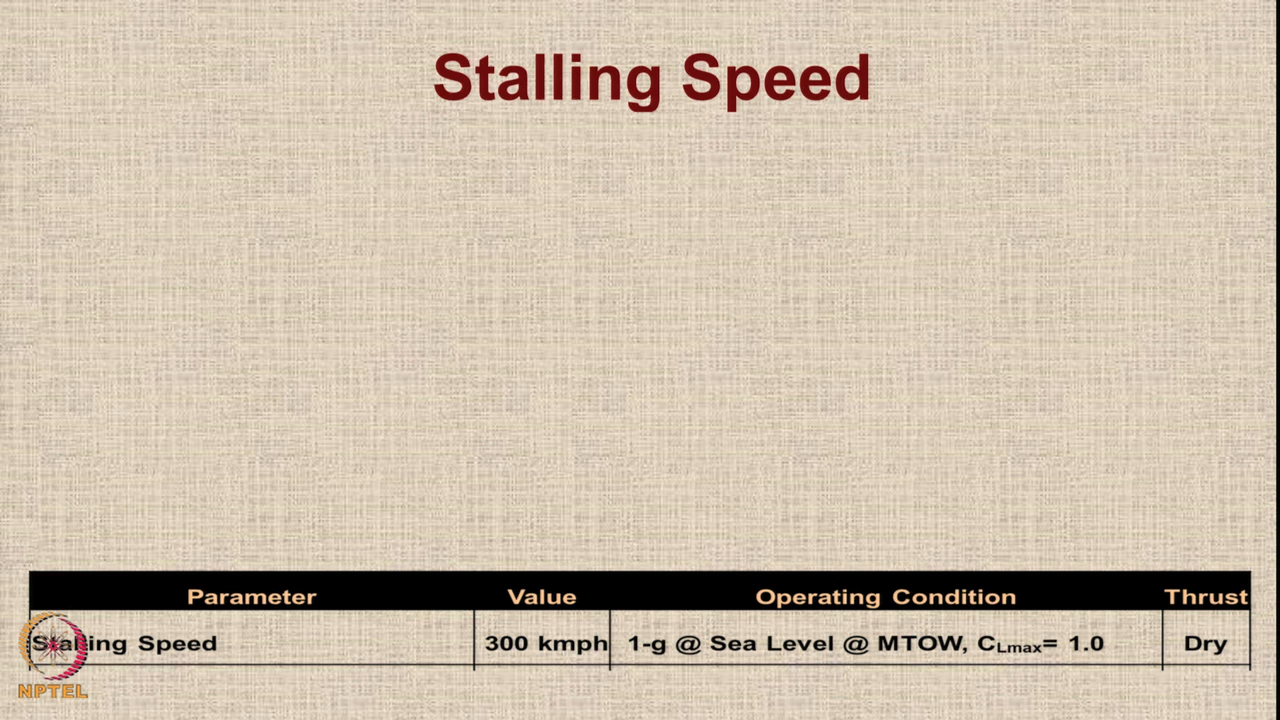 Stalling Speed
Parameter Value Operating Condition Thrust
Stalling Speed 300 kmph 1-g @ Sea Level @ MTOW, CLmax= 1.0 Dry
NPTEL